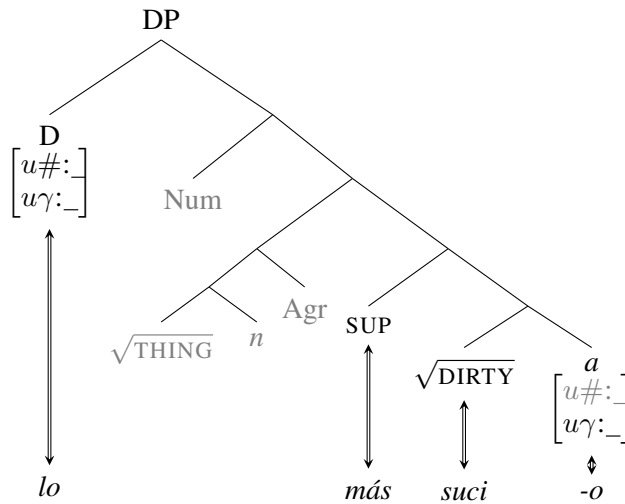 DP
D
[u#:_
uγ:_]
Num
Agr
√THING
n
SUP
√DIRTY
a
[u#:_
uγ:_]
lo
más
suci
-o